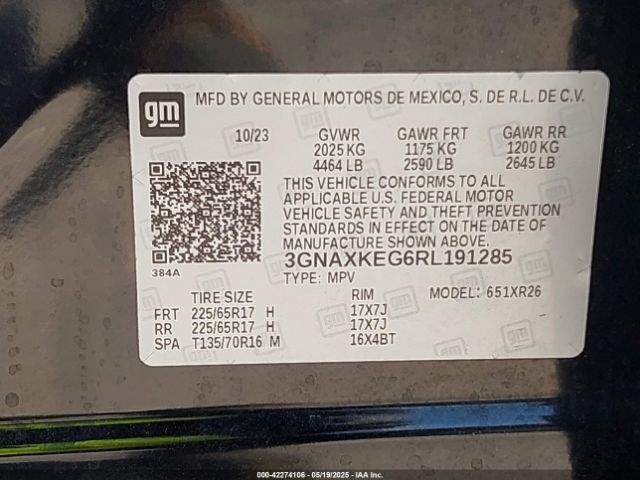 gm
MFD BY GENERAL MOTORS DE MEXICO, S. DE R.L. DE C.V.
10/23 GVWR GAWR FRT GAWR RR
2025 KG 1175 KG 1200 KG
4464 LB 2590 LB 2645 LB
THIS VEHICLE CONFORMS TO ALL
APPLICABLE U.S. FEDERAL MOTOR
VEHICLE SAFETY AND THEFT PREVENTION
STANDARDS IN EFFECT ON THE DATE OF
MANUFACTURE SHOWN ABOVE.
3GNAXKEG6RL191285
384A
TYPE: MPV
TIRE SIZE RIM MODEL: 651XR26
FRT 225/65R17 H 17X7J
RR 225/65R17 H 17X7J
SPA T135/70R16 M 16X4BT
000-42274106 - 05/19/2025 - IAA Inc.